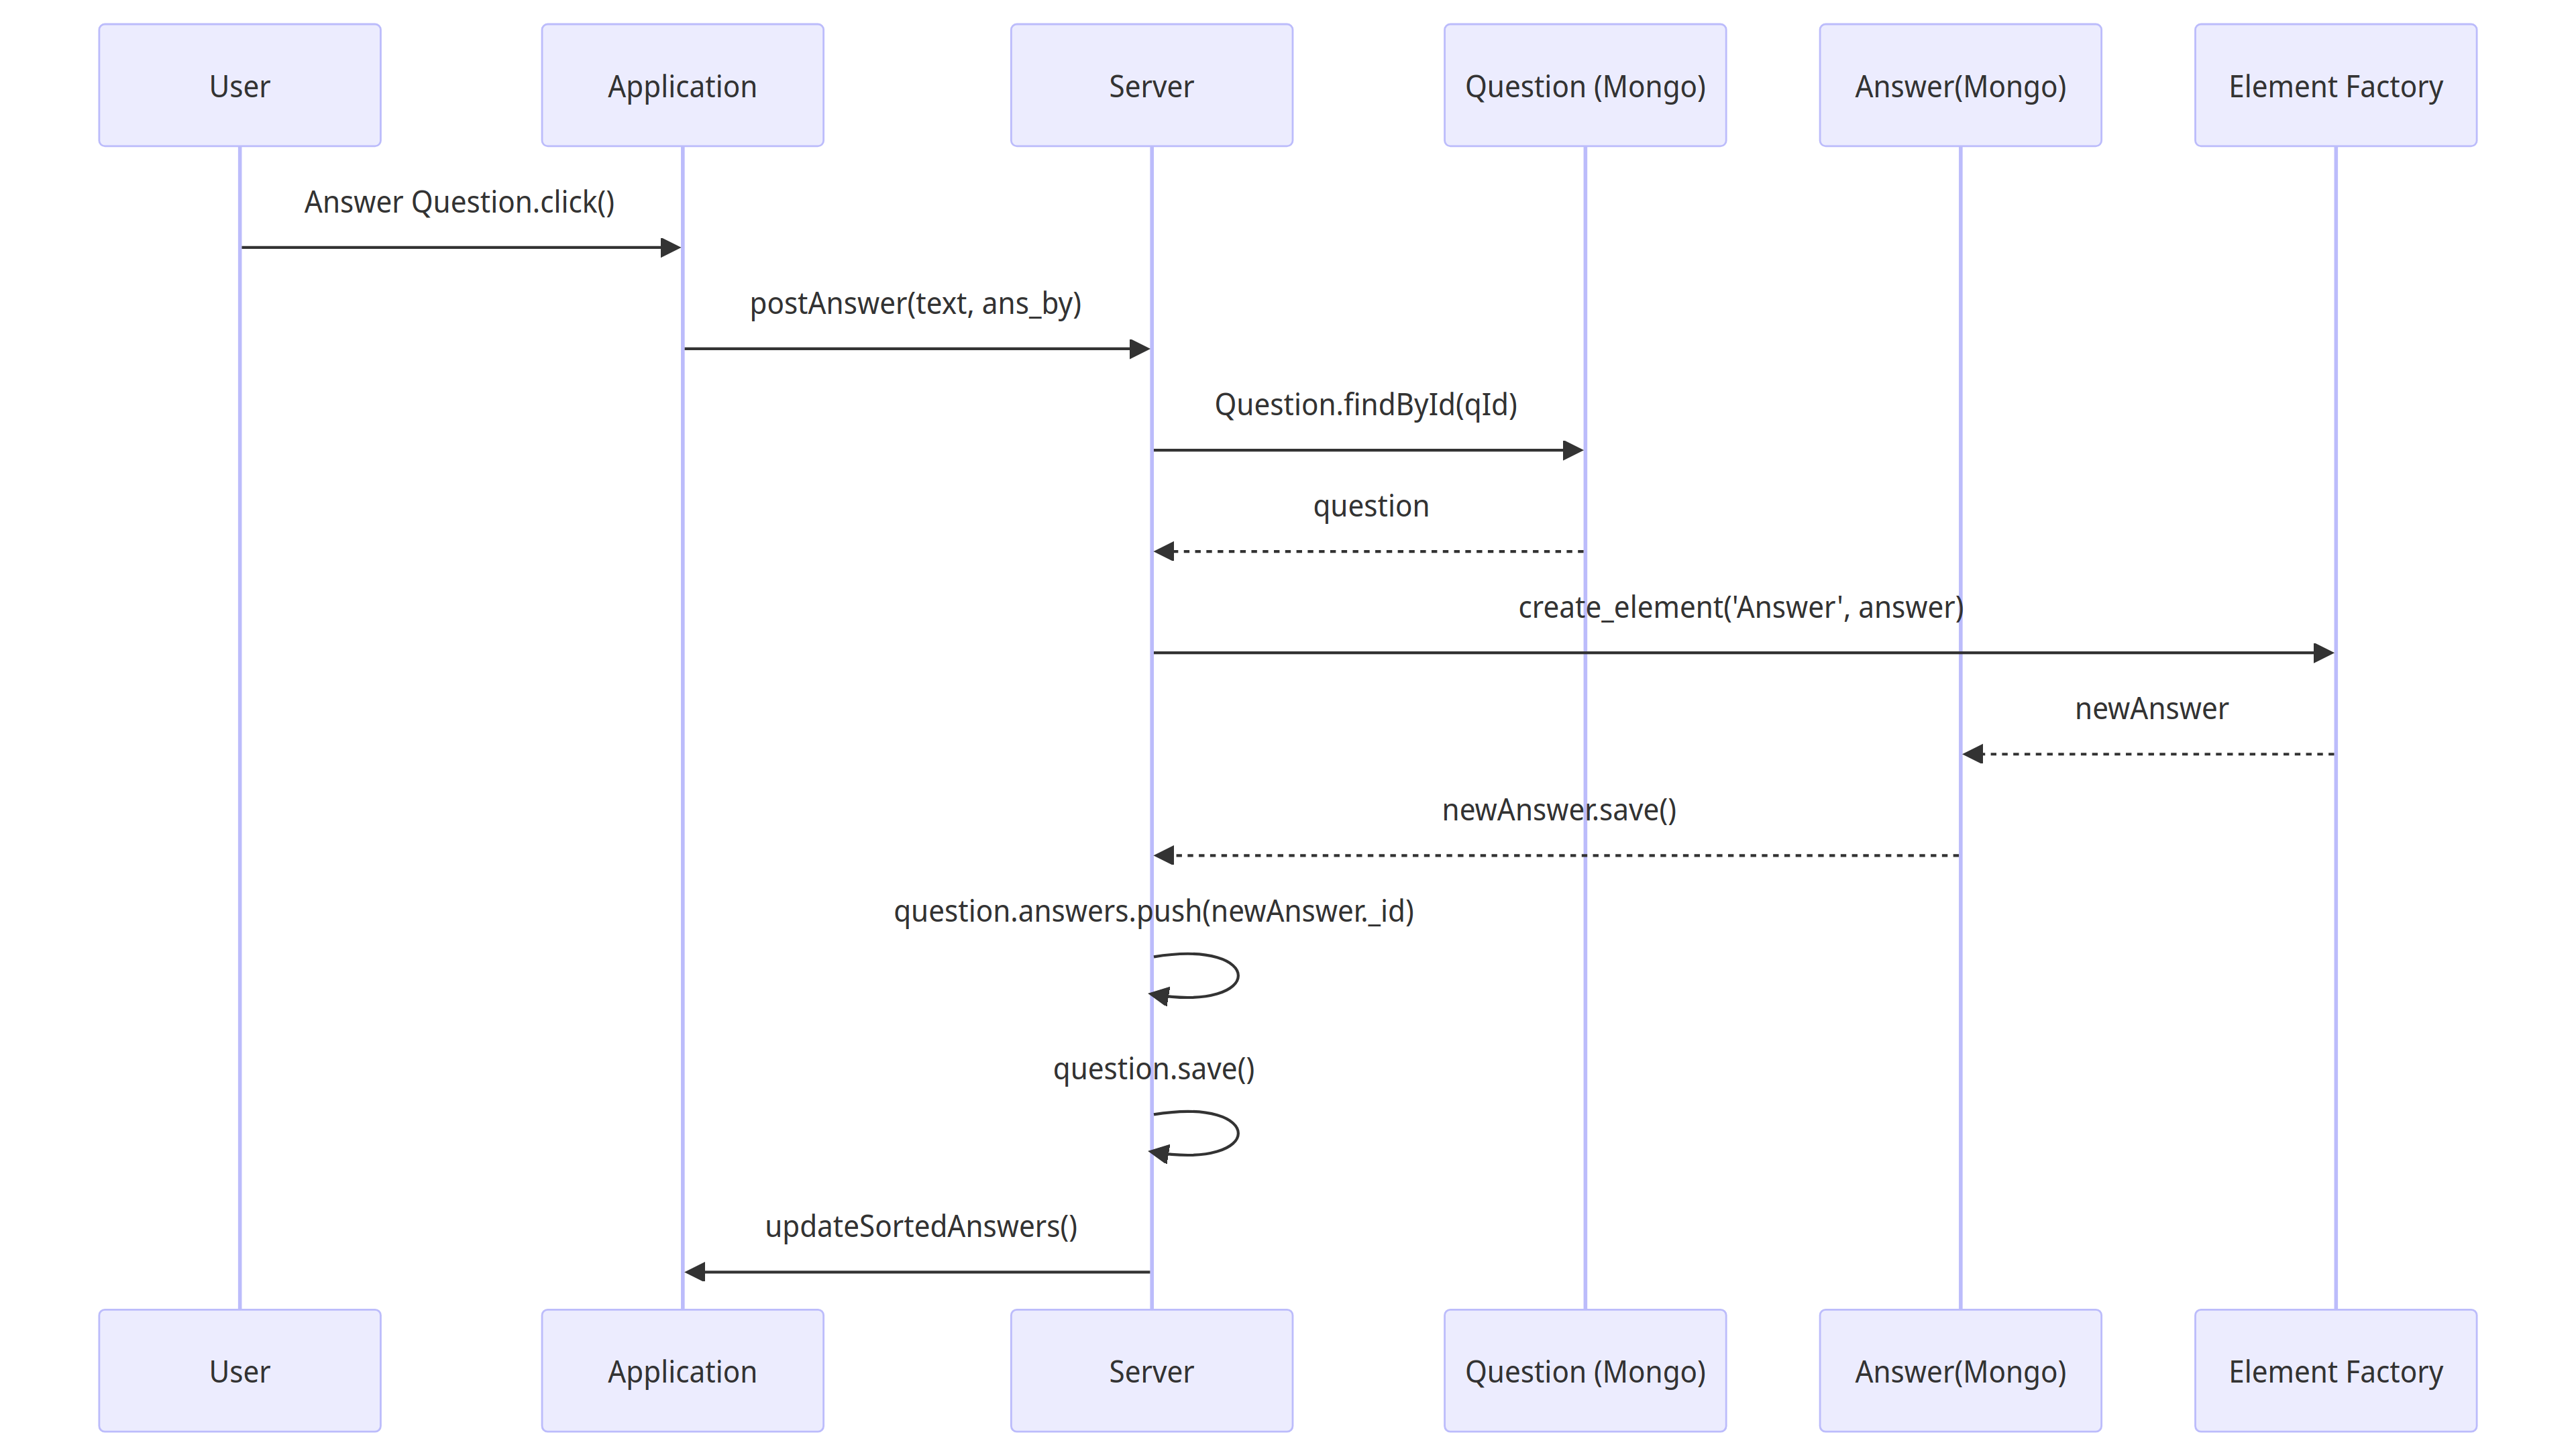 User
Application
Server
Question (Mongo)
Answer(Mongo)
Element Factory
Answer Question.click()
postAnswer(text, ans_by)
Question.findById(qId)
question
create_element('Answer', answer)
newAnswer
newAnswer.save()
question.answers.push(newAnswer._id)
question.save()
updateSortedAnswers()
User
Application
Server
Question (Mongo)
Answer(Mongo)
Element Factory